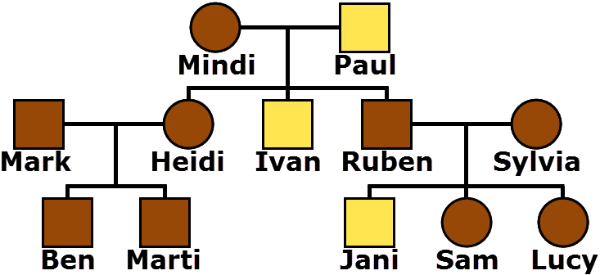 Mindi Paul
Mark Heidi Ivan Ruben Sylvia
Ben Marti Jani Sam Lucy